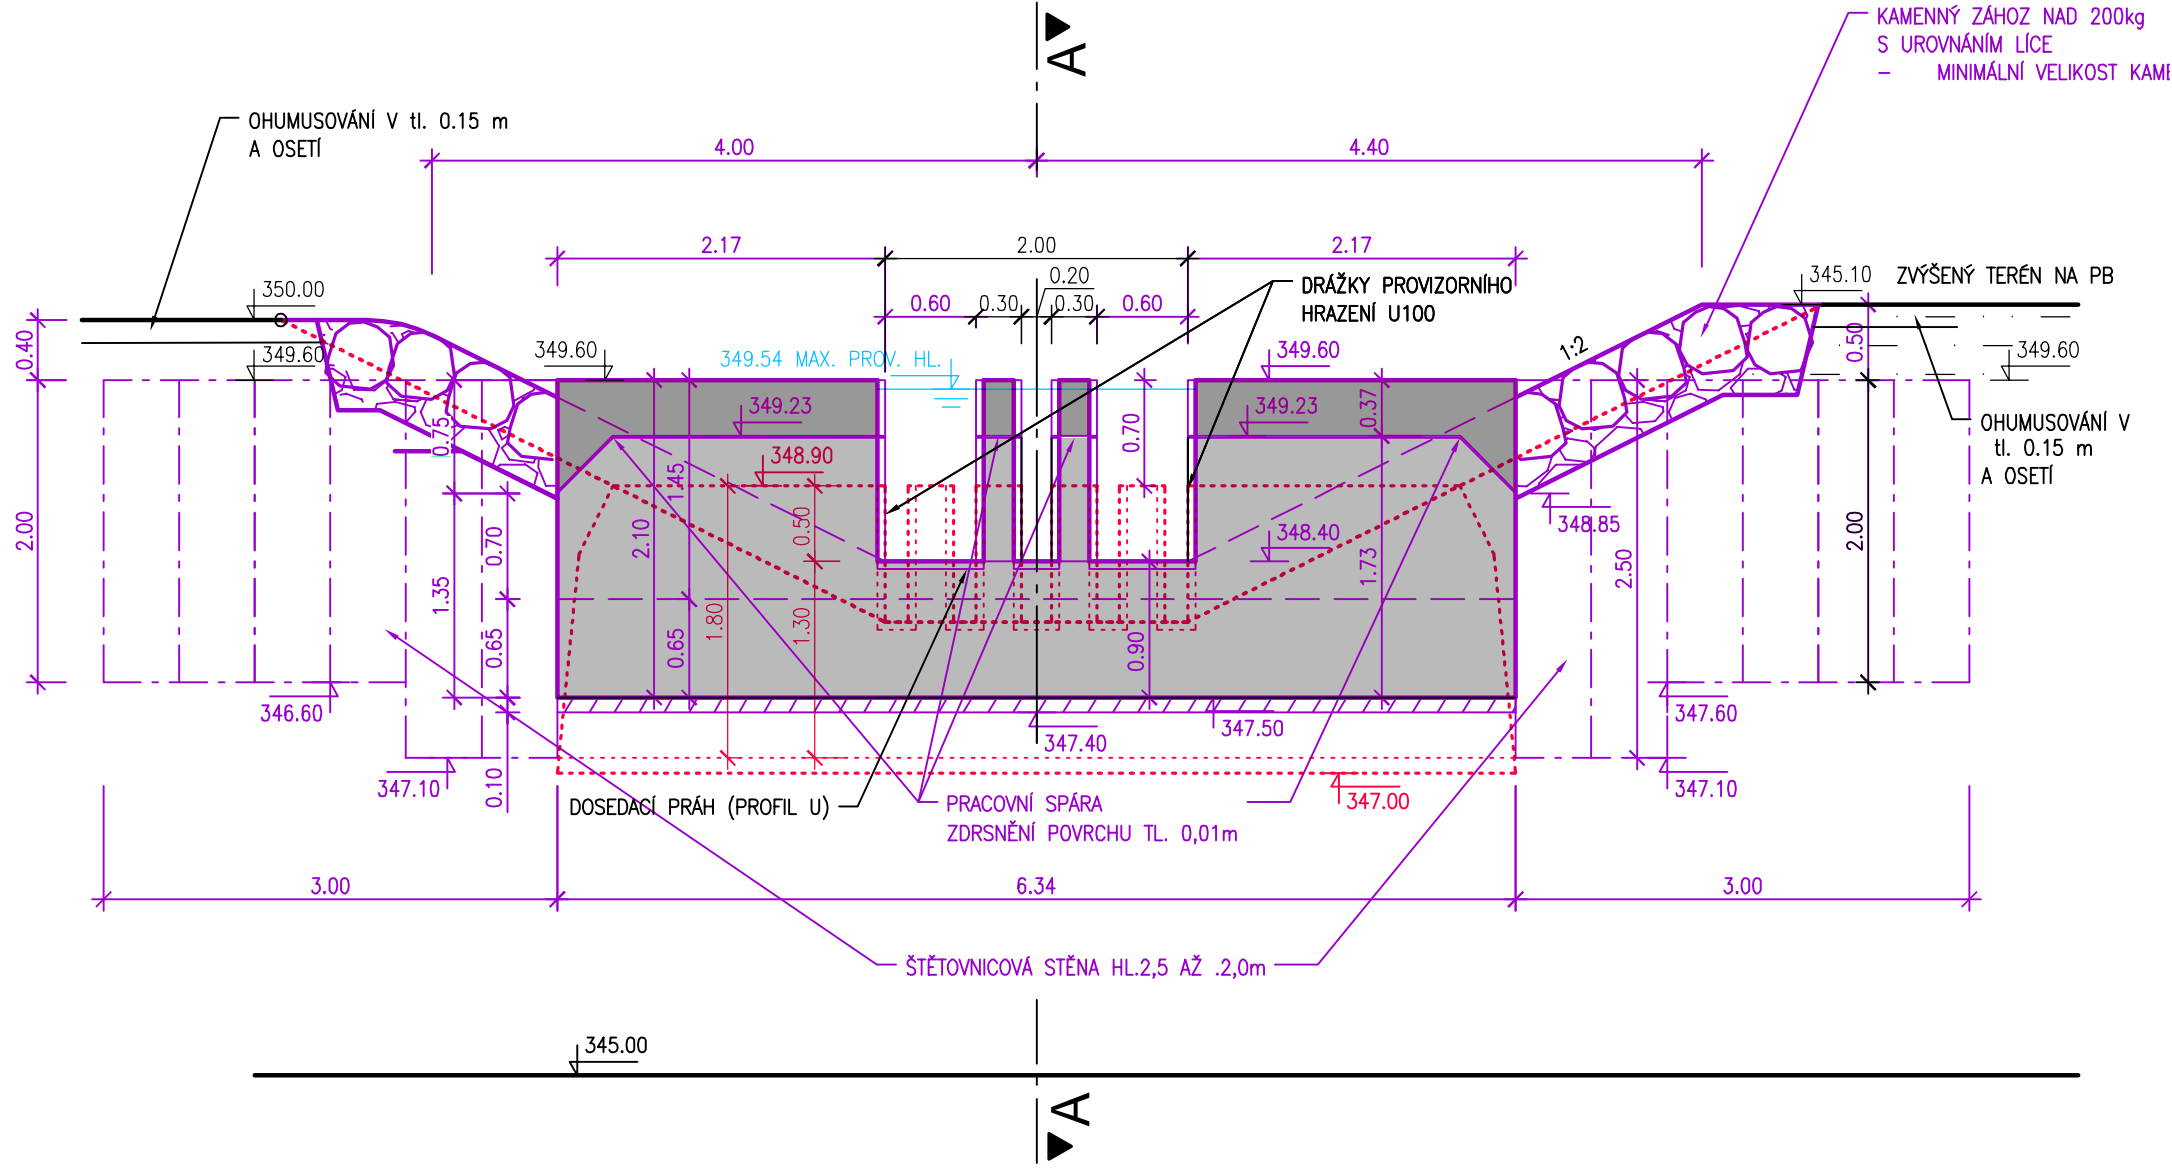 KAMENNÝ ZÁHOZ NAD 200kg
S UROVNÁNÍM LÍCE
– MINIMÁLNÍ VELIKOST
A
OHUMUSOVÁNÍ V tl. 0.15 m
A OSETÍ
4.00
4.40
2.17
2.00
2.17
0.20
0.60
0.30
0.30
0.60
DRÁŽKY PROVIZORNÍHO
HRAZENÍ U100
345.10
ZVÝŠENÝ TERÉN NA PB
350.00
349.60
0.40
349.60
349.54 MAX. PROV. HL.
349.60
1:2
0.50
349.60
349.23
349.23
0.37
0.70
0.75
348.90
1.45
OHUMUSOVÁNÍ V
tl. 0.15 m
A OSETÍ
2.00
0.70
2.10
0.50
348.40
348.85
2.00
1.35
1.73
2.50
0.65
0.65
1.80
1.30
0.90
346.60
347.60
347.50
347.40
347.10
0.10
347.10
347.00
DOSEDACÍ PRÁH (PROFIL U)
PRACOVNÍ SPÁRA
ZDRSNĚNÍ POVRCHU TL. 0,01m
3.00
6.34
3.00
ŠTĚTOVNICOVÁ STĚNA HL.2,5 AŽ .2,0m
345.00
A